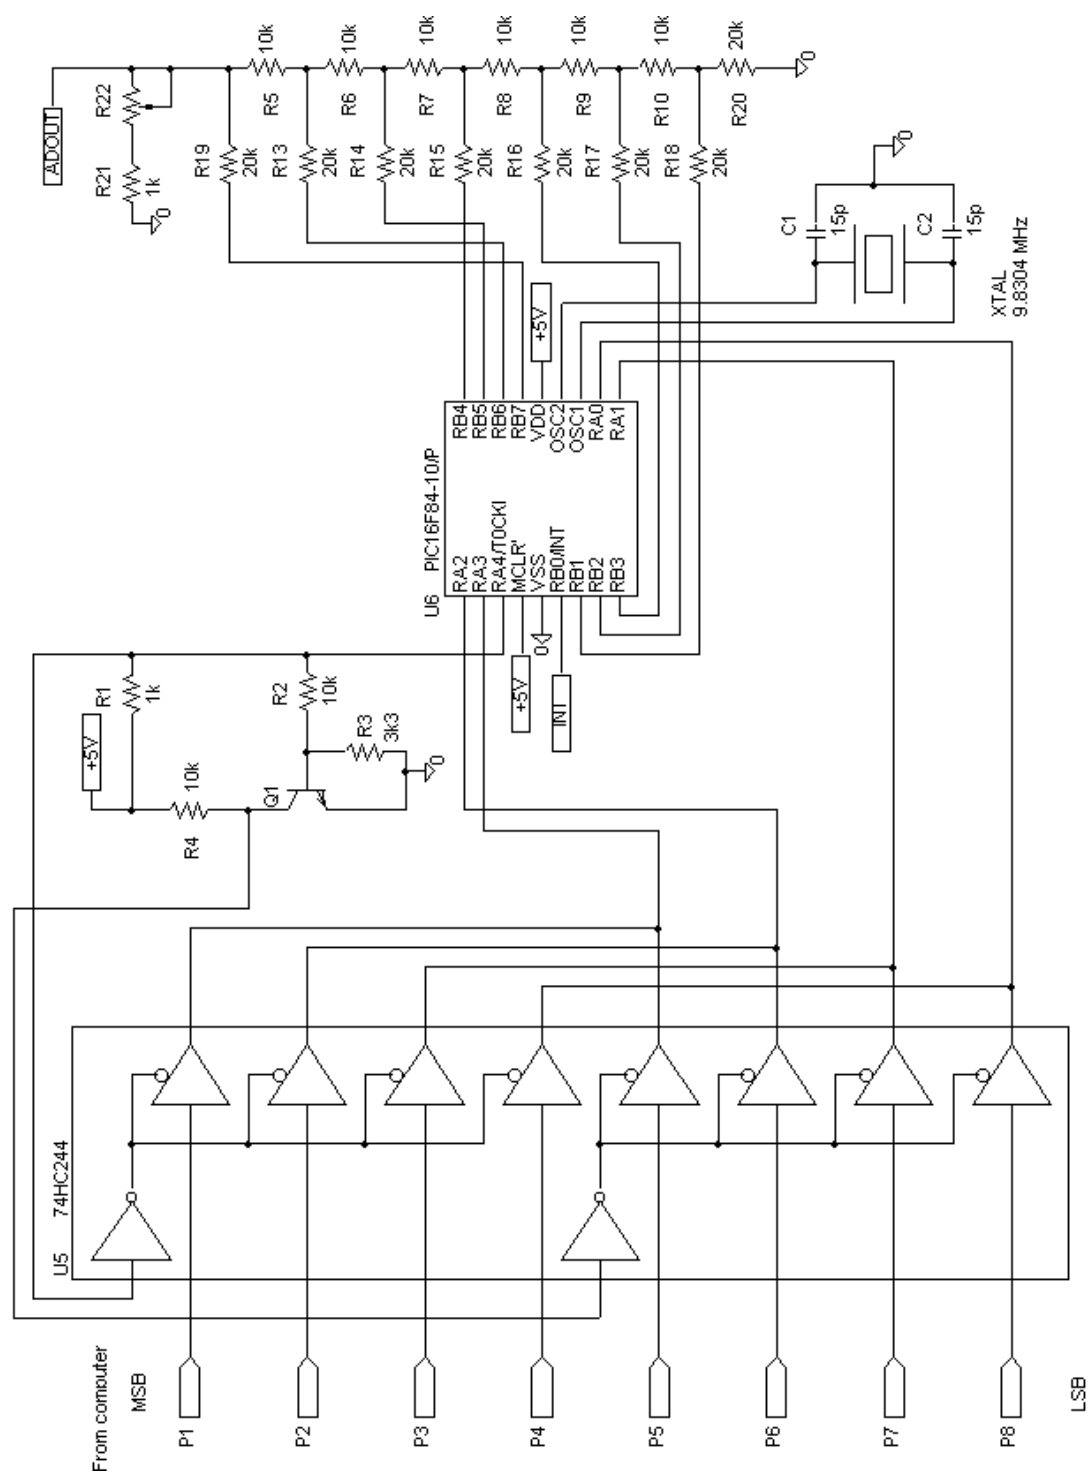 From computer
MSB
P1
P2
P3
P4
P5
P6
P7
P8
LSB
U5
74HC244
+5V
R4
10k
R1
1k
Q1
R2
10k
R3
3k3
0
+5V
0
INT
U6
PIC16F84-10/P
RA2
RA3
RA4/T0CKI
MCLR'
VSS
RB0/INT
RB1
RB2
RB3
RB4
RB5
RB6
RB7
VDD
OSC2
OSC1
RA0
RA1
+5V
ADOUT
R21
1k
0
R22
R19
20k
R13
20k
R14
20k
R15
20k
R16
20k
R17
20k
R18
20k
R5
10k
R6
10k
R7
10k
R8
10k
R9
10k
R10
10k
R20
20k
0
C1
15p
C2
15p
0
XTAL
9.8304 MHz